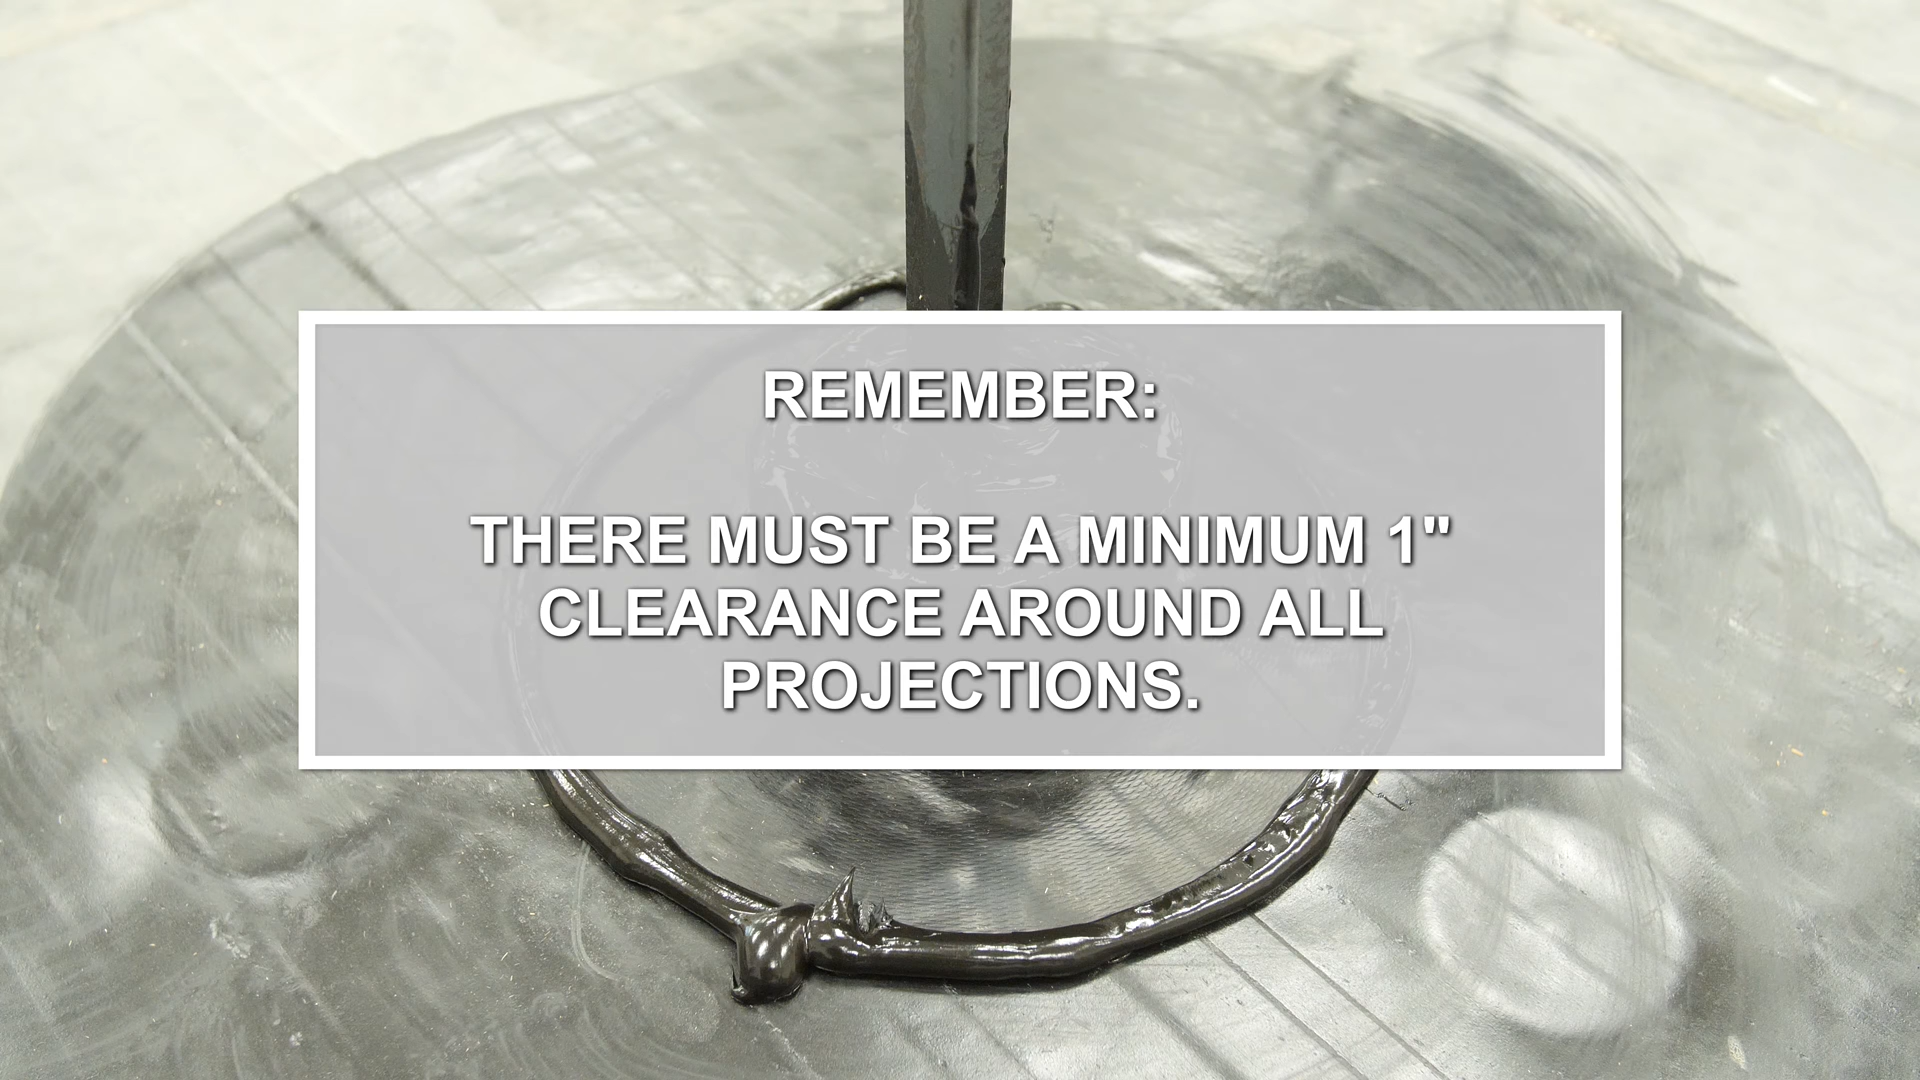 REMEMBER:
THERE MUST BE A MINIMUM 1"
CLEARANCE AROUND ALL
PROJECTIONS.